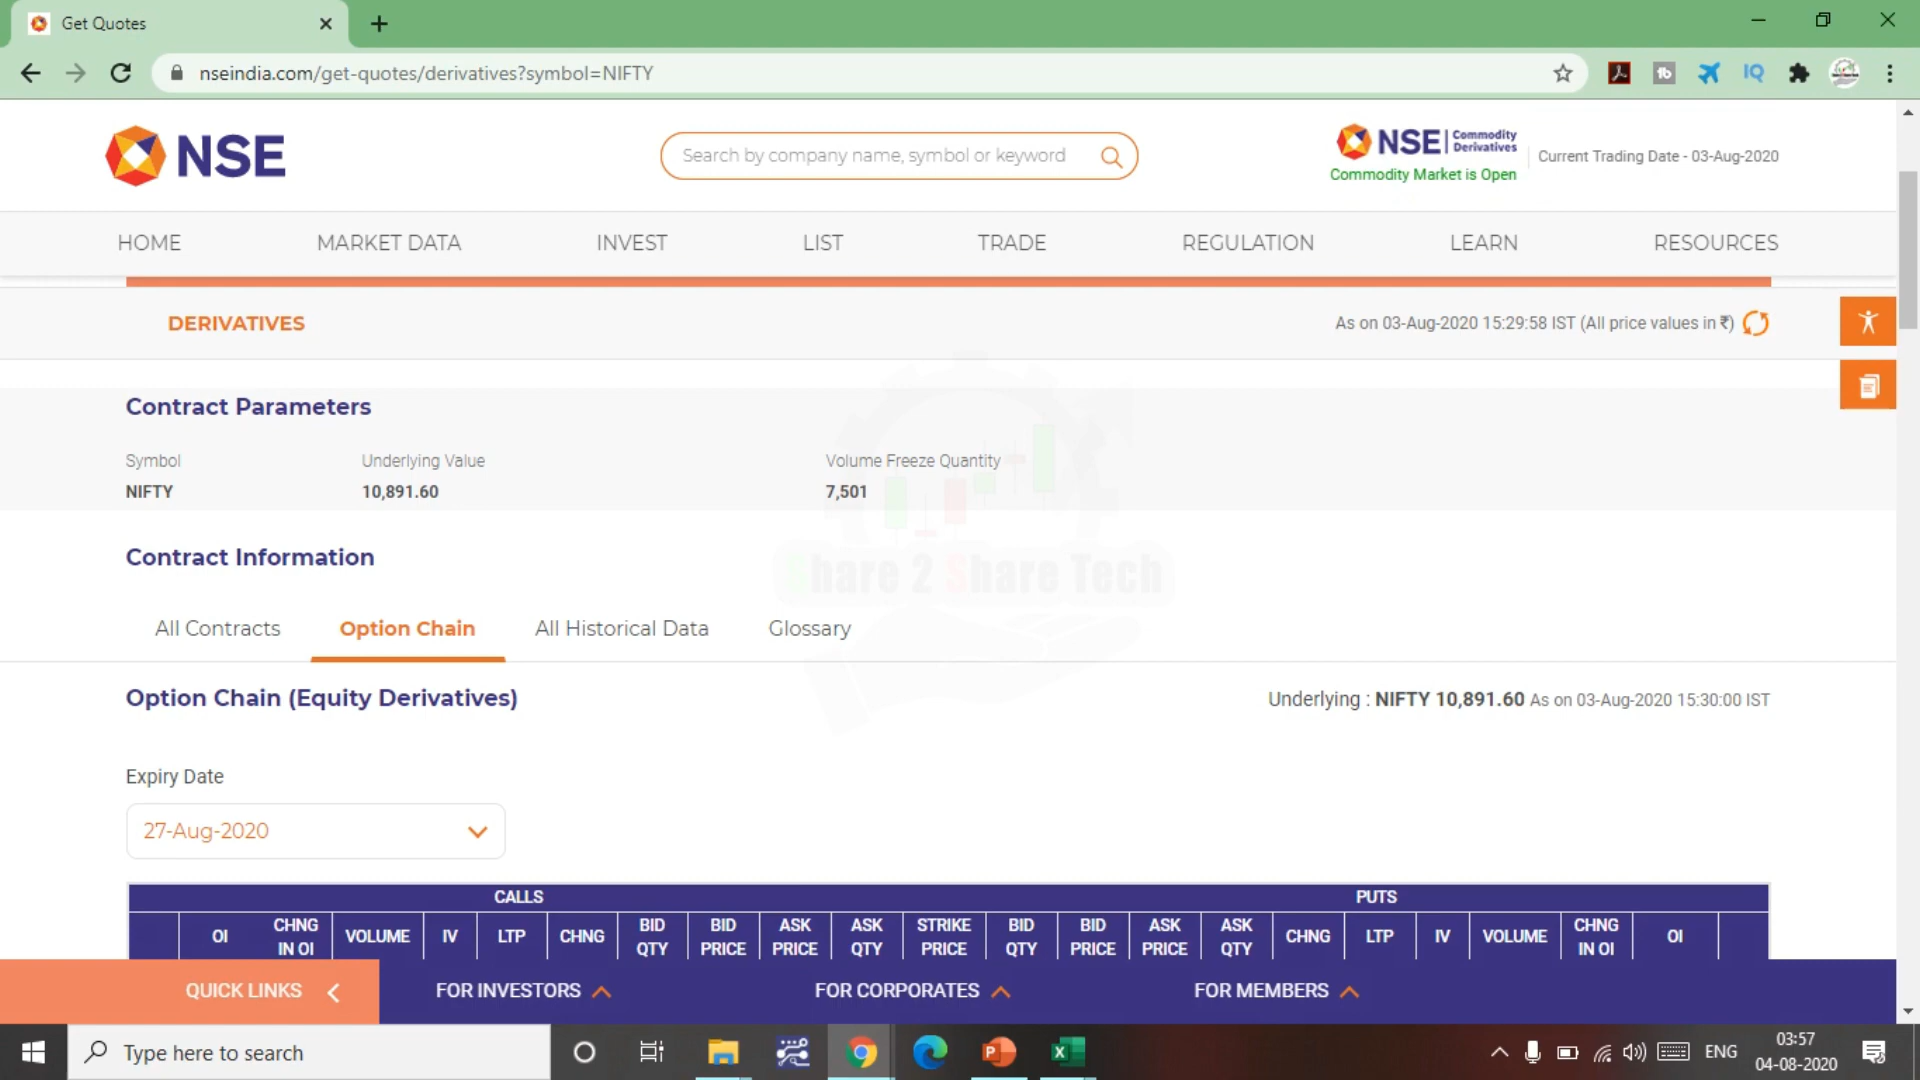 Get Quotes
nseindia.com/get-quotes/derivatives?symbol=NIFTY
IQ
NSE
Search by company name, symbol or keyword
NSE Commodity Derivatives
Commodity Market is Open
Current Trading Date - 03-Aug-2020
HOME MARKET DATA INVEST LIST TRADE REGULATION LEARN RESOURCES
DERIVATIVES
As on 03-Aug-2020 15:29:58 IST (All price values in ₹)
Contract Parameters
Symbol Underlying Value Volume Freeze Quantity
NIFTY 10,891.60 7,501
Contract Information
Share 2 Share Tech
All Contracts Option Chain All Historical Data Glossary
Option Chain (Equity Derivatives)
Underlying : NIFTY 10,891.60 As on 03-Aug-2020 15:30:00 IST
Expiry Date
27-Aug-2020
CALLS PUTS
OI CHNG IN OI VOLUME IV LTP CHNG BID QTY BID PRICE ASK PRICE ASK QTY STRIKE PRICE BID QTY BID PRICE ASK PRICE ASK QTY CHNG LTP IV VOLUME CHNG IN OI OI
QUICK LINKS FOR INVESTORS FOR CORPORATES FOR MEMBERS
Type here to search
ENG
03:57
04-08-2020